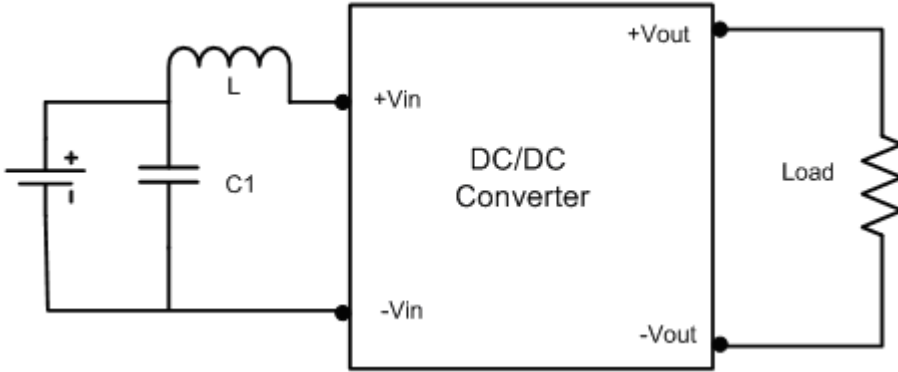 +Vout
L
+Vin
DC/DC
Converter
Load
C1
+
-Vin
-Vout